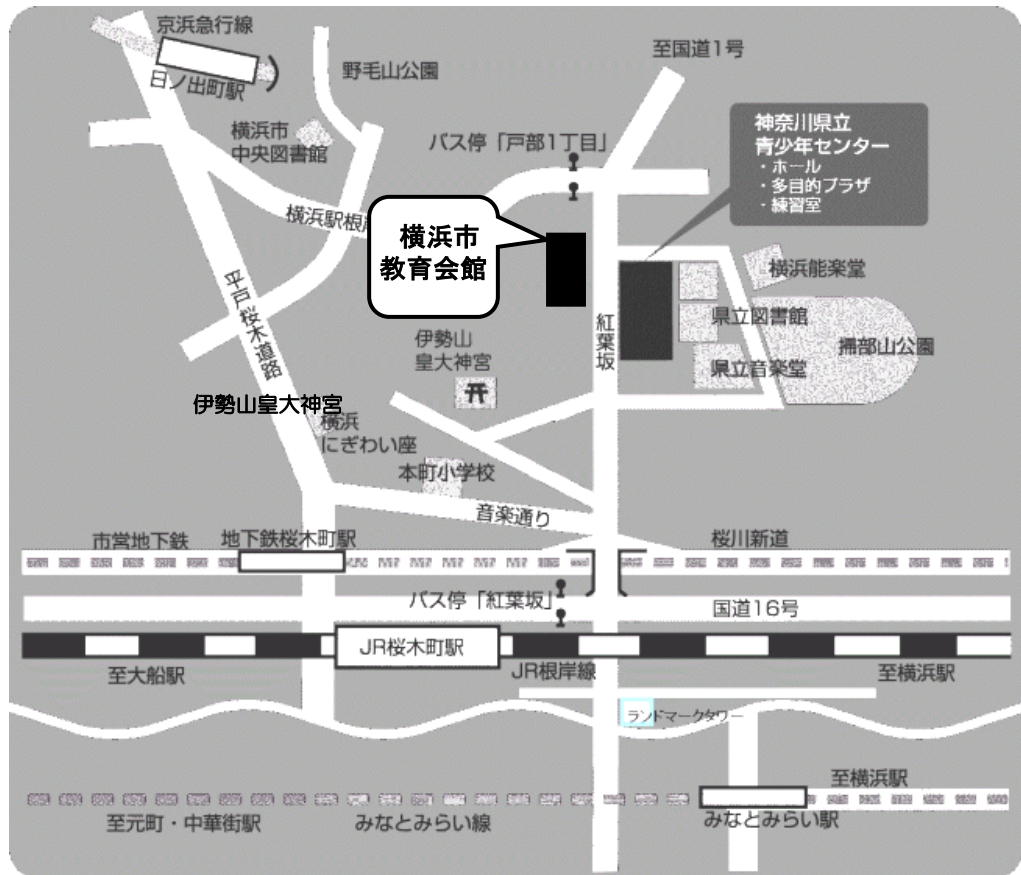 京浜急行線
日ノ出町駅
野毛山公園
至国道1号
横浜市
中央図書館
バス停「戸部1丁目」
神奈川県立
青少年センター
・ホール
・多目的プラザ
・練習室
横浜駅根岸
横浜市
教育会館
横浜能楽堂
平戸桜木道路
紅葉坂
県立図書館
掃部山公園
伊勢山
皇大神宮
県立音楽堂
伊勢山皇大神宮
横浜
にぎわい座
本町小学校
音楽通り
市営地下鉄
地下鉄桜木町駅
桜川新道
バス停「紅葉坂」
国道16号
JR桜木町駅
至大船駅
JR根岸線
至横浜駅
ランドマークタワー
至横浜駅
至元町・中華街駅
みなとみらい線
みなとみらい駅